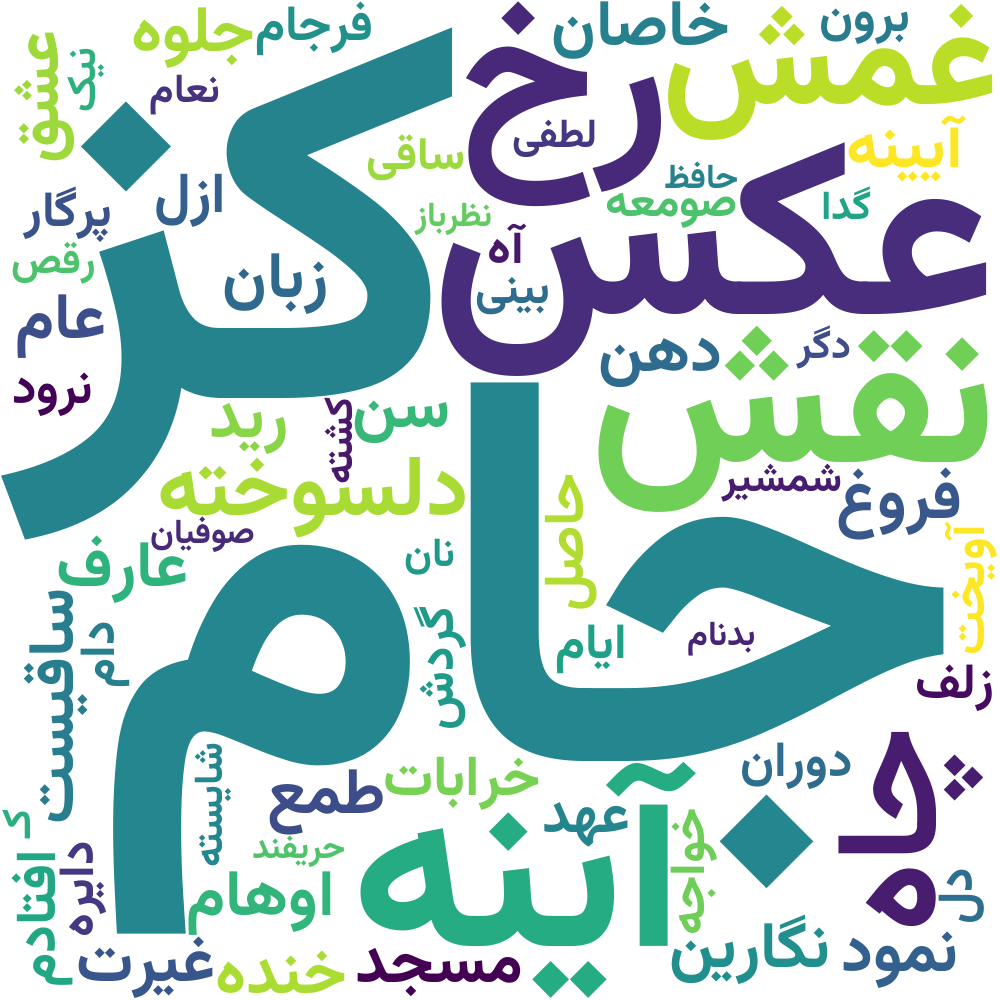 کز
جام
عکس
رخ
نقش
آینه
چاه
غمش
خاصان
برون
جلوه
فرجام
عشق
نیک
نعام
لطفی
ساقی
آیینه
حافظ
صومعه
گدا
ازل
پرگار
نظرباز
آه
رقص
زبان
بینی
عام
دهن
دگر
نرود
رید
کشته
سن
دلسوخته
شمشیر
فروغ
صوفیان
نان
حاصل
آویخت
عارف
ساقیست
دام
گردش
ایام
بدنام
زلف
شایسته
طمع
خرابات
دوران
عهد
خواجه
حریفند
دایره
ک
افتادم
اوهام
دل
غیرت
خنده
مسجد
نگارین
نمود